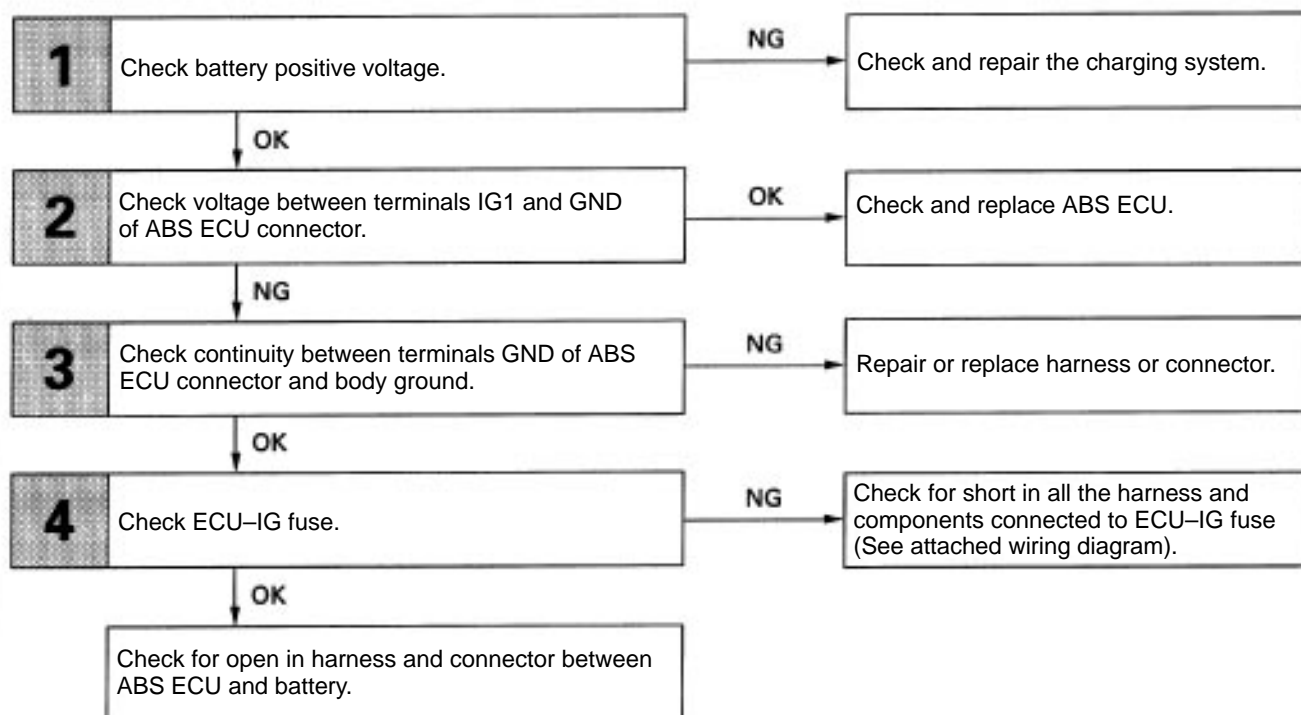 1
Check battery positive voltage.
NG
Check and repair the charging system.
OK
2
Check voltage between terminals IG1 and GND
of ABS ECU connector.
OK
Check and replace ABS ECU.
NG
3
Check continuity between terminals GND of ABS
ECU connector and body ground.
NG
Repair or replace harness or connector.
OK
4
Check ECU–IG fuse.
NG
Check for short in all the harness and
components connected to ECU–IG fuse
(See attached wiring diagram).
OK
Check for open in harness and connector between
ABS ECU and battery.